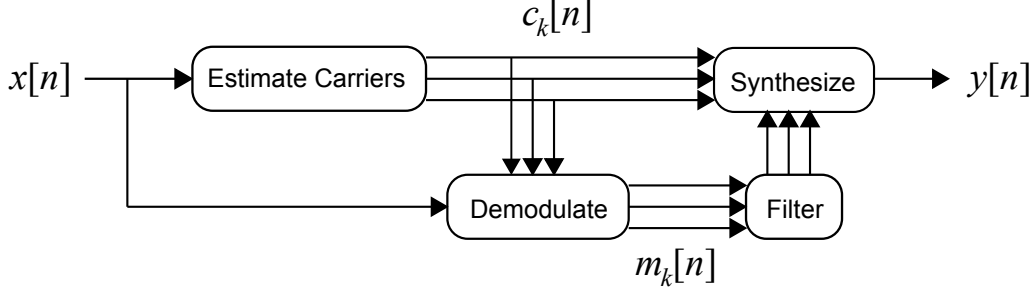 c_k[n]
x[n]
Estimate Carriers
Synthesize
y[n]
Demodulate
Filter
m_k[n]